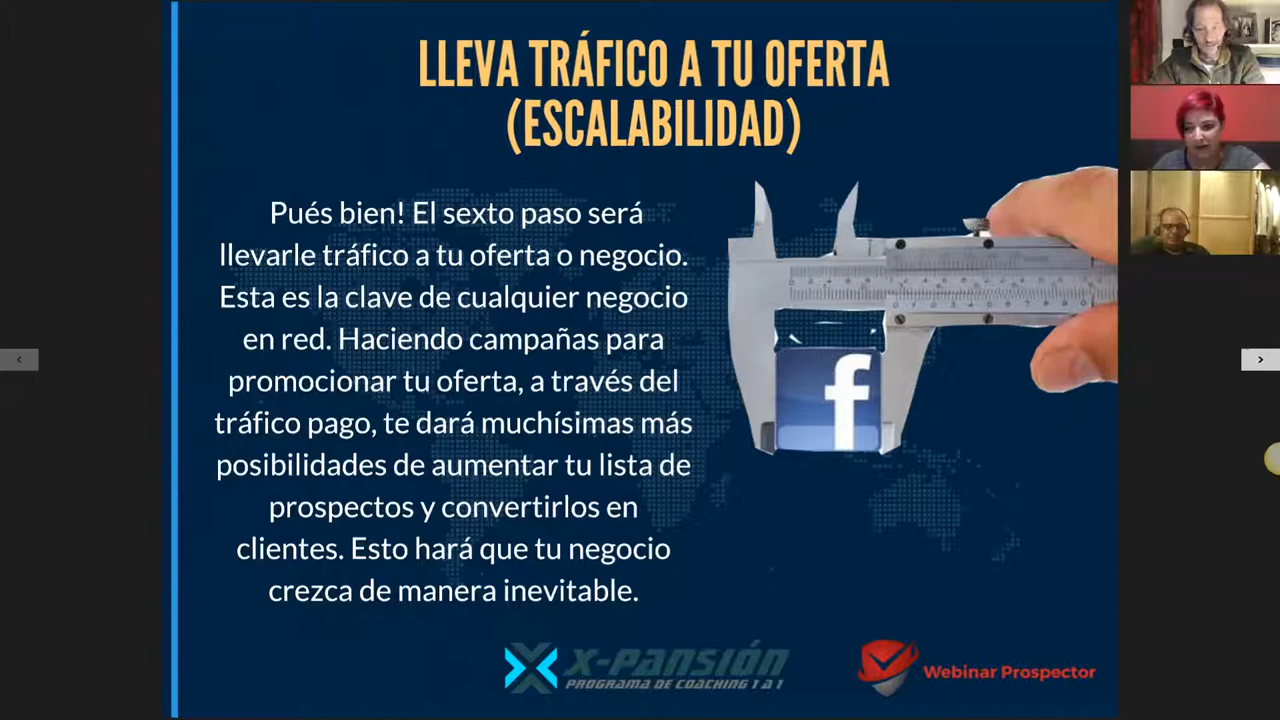 LLEVA TRÁFICO A TU OFERTA
(ESCALABILIDAD)
Pués bien! El sexto paso será
llevarle tráfico a tu oferta o negocio.
Esta es la clave de cualquier negocio
en red. Haciendo campañas para
promocionar tu oferta, a través del
tráfico pago, te dará muchísimas más
posibilidades de aumentar tu lista de
prospectos y convertirlos en
clientes. Esto hará que tu negocio
crezca de manera inevitable.
f
X-PANSIÓN
PROGRAMA DE COACHING 1 A 1
Webinar Prospector